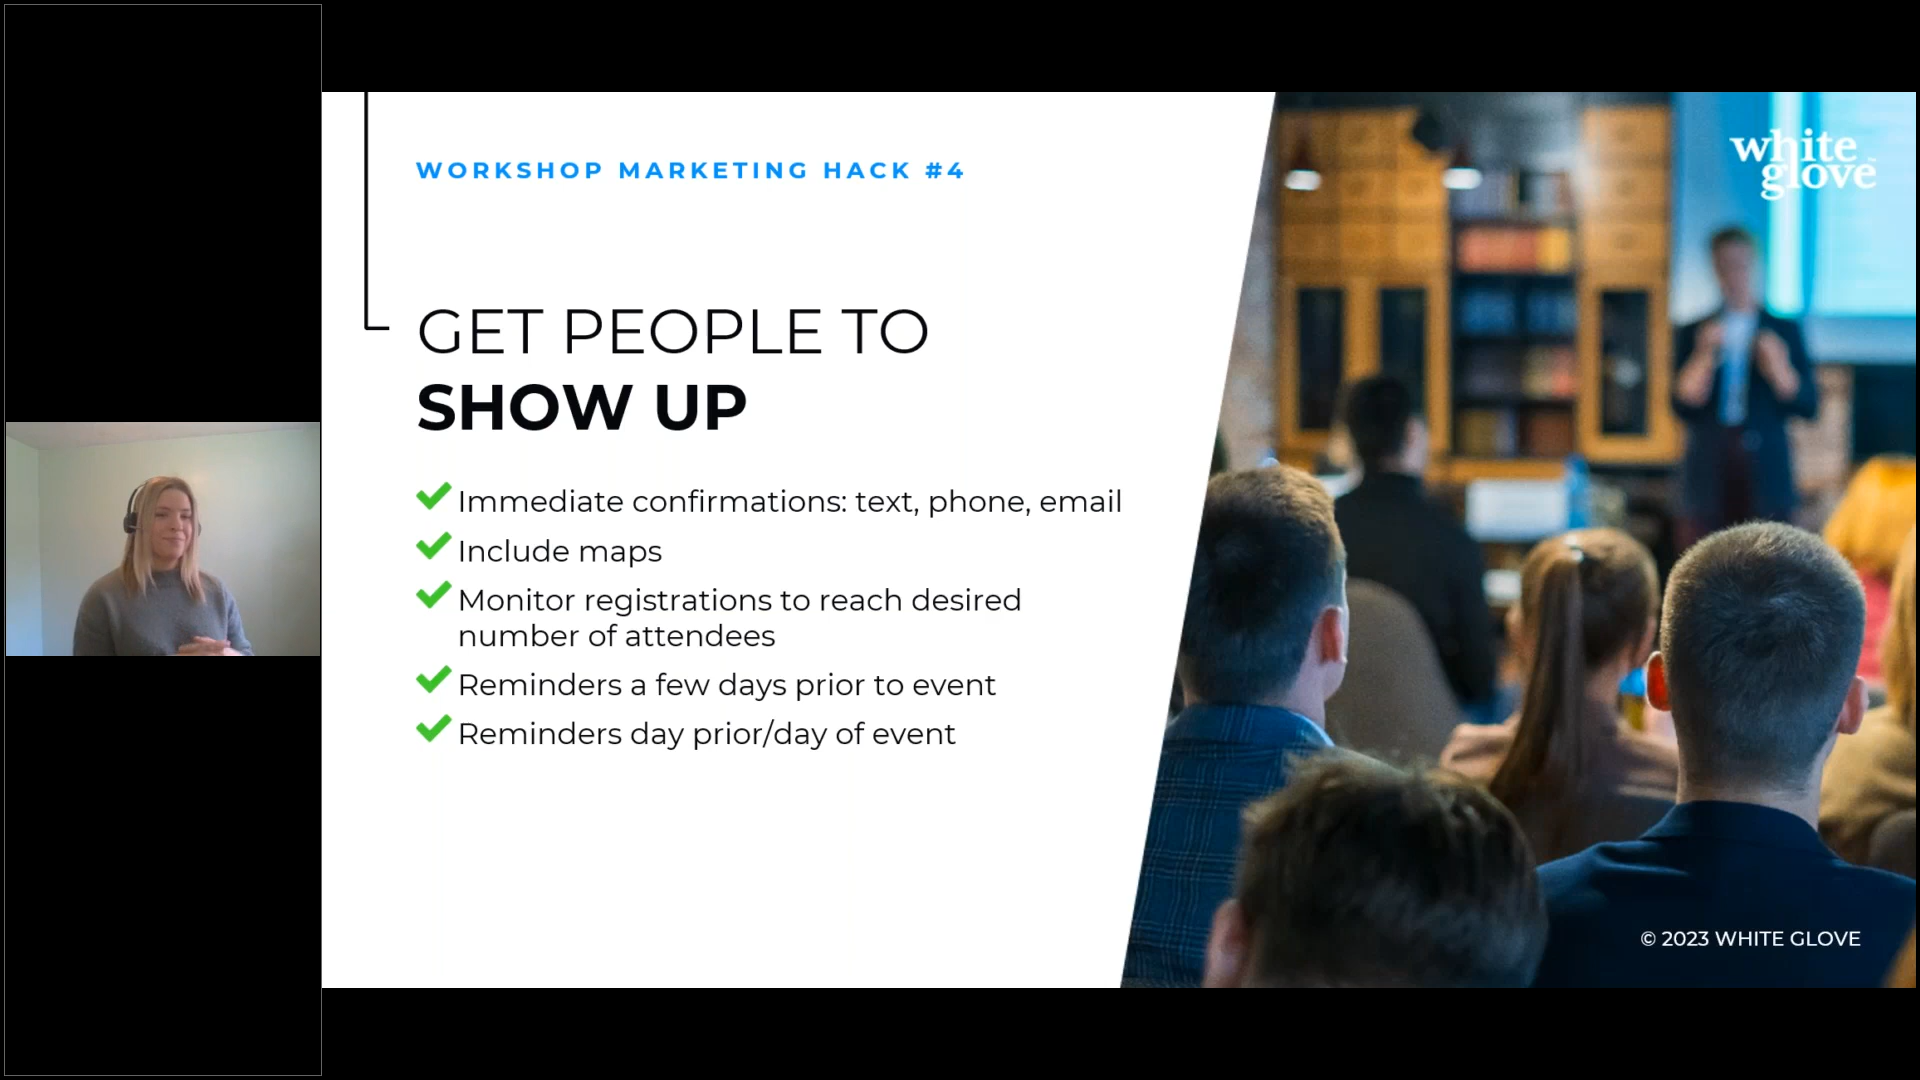 WORKSHOP MARKETING HACK #4
white
glove
GET PEOPLE TO
SHOW UP
Immediate confirmations: text, phone, email
Include maps
Monitor registrations to reach desired
number of attendees
Reminders a few days prior to event
Reminders day prior/day of event
© 2023 WHITE GLOVE